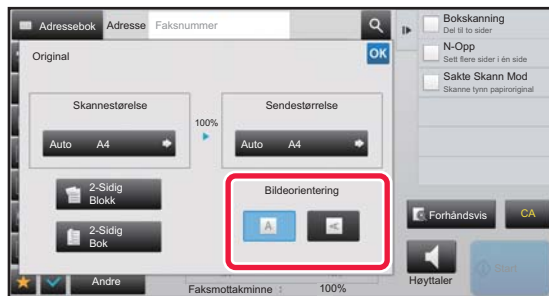 Adressebok Adresse Faksnummer
Original
OK
Skannestørelse
Auto A4
100%
Sendestørrelse
Auto A4
2-Sidig
Blokk
2-Sidig
Bok
Bildeorientering
A
A
Andre
Faksmottakminne : 100%
Bokskanning
Del til to sider
N-Opp
Sett flere sider i én side
Sakte Skann Mod
Skanne tynn papiroriginal
Forhåndsvis
CA
Høyttaler
Start